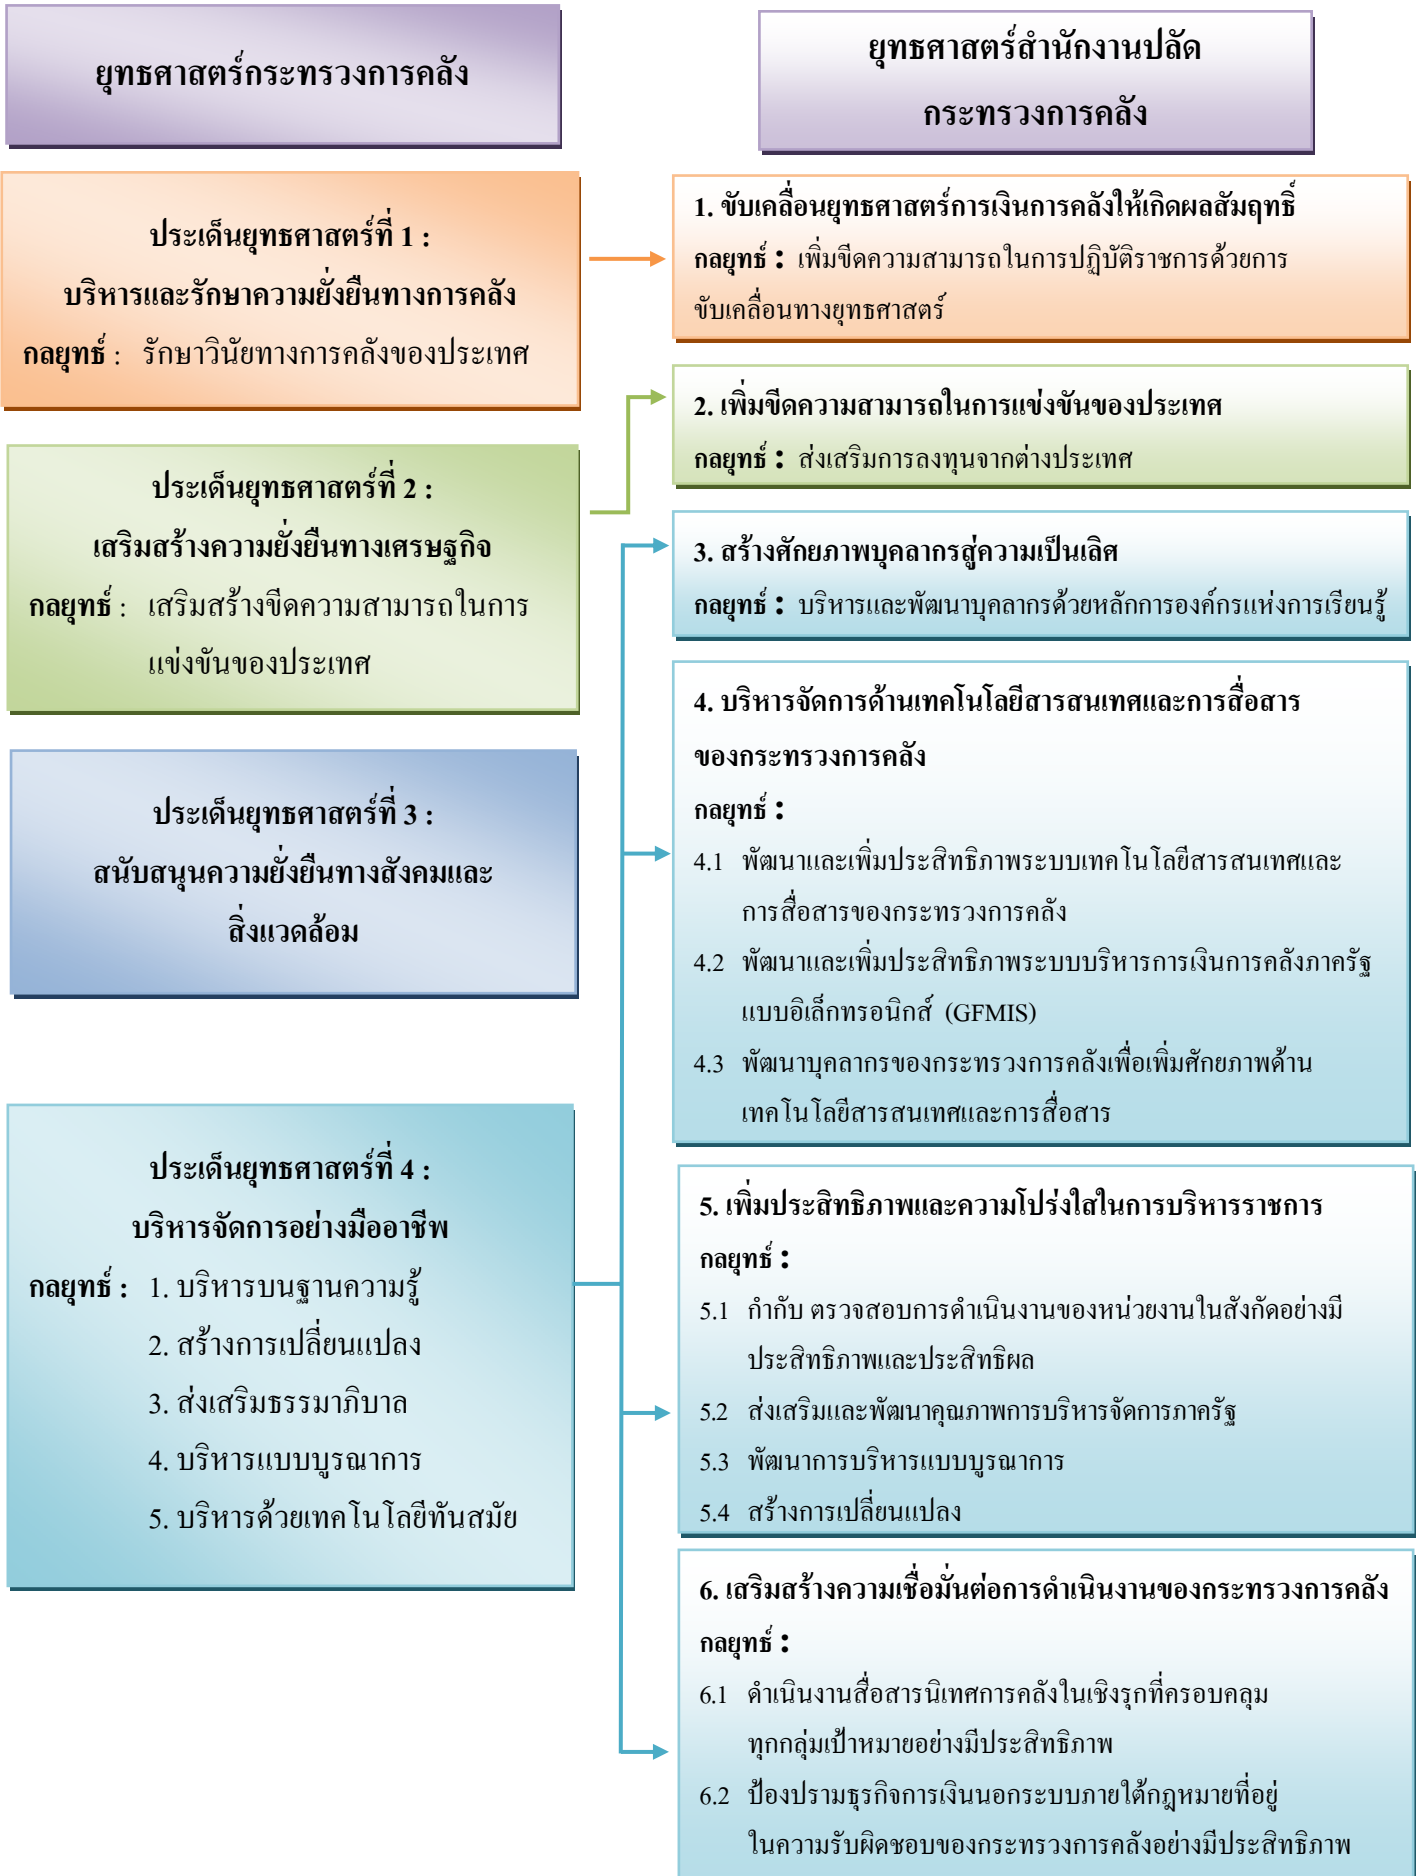 ยุทธศาสตร์กระทรวงการคลัง
ยุทธศาสตร์สำนักงานปลัด
กระทรวงการคลัง
ประเด็นยุทธศาสตร์ที่ 1 :
บริหารและรักษาความยั่งยืนทางการคลัง
กลยุทธ์ : รักษาวินัยทางการคลังของประเทศ
ประเด็นยุทธศาสตร์ที่ 2 :
เสริมสร้างความยั่งยืนทางเศรษฐกิจ
กลยุทธ์ : เสริมสร้างขีดความสามารถในการ
แข่งขันของประเทศ
ประเด็นยุทธศาสตร์ที่ 3 :
สนับสนุนความยั่งยืนทางสังคมและ
สิ่งแวดล้อม
ประเด็นยุทธศาสตร์ที่ 4 :
บริหารจัดการอย่างมืออาชีพ
กลยุทธ์ : 1. บริหารบนฐานความรู้
2. สร้างการเปลี่ยนแปลง
3. ส่งเสริมธรรมาภิบาล
4. บริหารแบบบูรณาการ
5. บริหารด้วยเทคโนโลยีทันสมัย
1. ขับเคลื่อนยุทธศาสตร์การเงินการคลังให้เกิดผลสัมฤทธิ์
กลยุทธ์ : เพิ่มขีดความสามารถในการปฏิบัติราชการด้วยการ
ขับเคลื่อนทางยุทธศาสตร์
2. เพิ่มขีดความสามารถในการแข่งขันของประเทศ
กลยุทธ์ : ส่งเสริมการลงทุนจากต่างประเทศ
3. สร้างศักยภาพบุคลากรสู่ความเป็นเลิศ
กลยุทธ์ : บริหารและพัฒนาบุคลากรด้วยหลักการองค์กรแห่งการเรียนรู้
4. บริหารจัดการด้านเทคโนโลยีสารสนเทศและการสื่อสาร
ของกระทรวงการคลัง
กลยุทธ์ :
4.1 พัฒนาและเพิ่มประสิทธิภาพระบบเทคโนโลยีสารสนเทศและ
การสื่อสารของกระทรวงการคลัง
4.2 พัฒนาและเพิ่มประสิทธิภาพระบบบริหารการเงินการคลังภาครัฐ
แบบอิเล็กทรอนิกส์ (GFMIS)
4.3 พัฒนาบุคลากรของกระทรวงการคลังเพื่อเพิ่มศักยภาพด้าน
เทคโนโลยีสารสนเทศและการสื่อสาร
5. เพิ่มประสิทธิภาพและความโปร่งใสในการบริหารราชการ
กลยุทธ์ :
5.1 กำกับ ตรวจสอบการดำเนินงานของหน่วยงานในสังกัดอย่างมี
ประสิทธิภาพและประสิทธิผล
5.2 ส่งเสริมและพัฒนาคุณภาพการบริหารจัดการภาครัฐ
5.3 พัฒนาการบริหารแบบบูรณาการ
5.4 สร้างการเปลี่ยนแปลง
6. เสริมสร้างความเชื่อมั่นต่อการดำเนินงานของกระทรวงการคลัง
กลยุทธ์ :
6.1 ดำเนินงานสื่อสารนิเทศการคลังในเชิงรุกที่ครอบคลุม
ทุกกลุ่มเป้าหมายอย่างมีประสิทธิภาพ
6.2 ป้องปรามธุรกิจการเงินนอกระบบภายใต้กฎหมายที่อยู่
ในความรับผิดชอบของกระทรวงการคลังอย่างมีประสิทธิภาพ